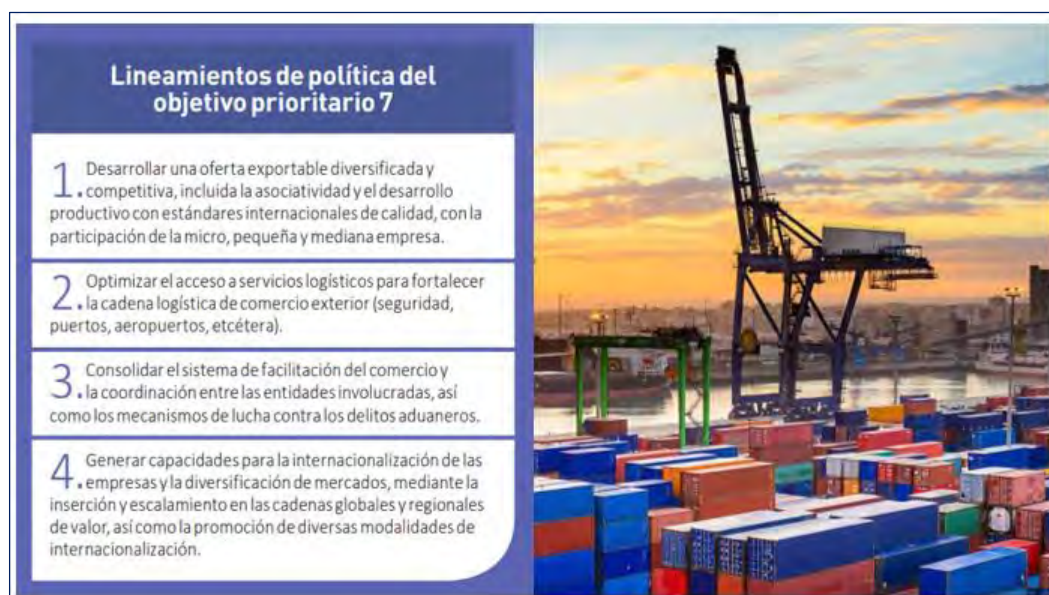 Lineamientos de política del
objetivo prioritario 7
1. Desarrollar una oferta exportable diversificada y
competitiva, incluida la asociatividad y el desarrollo
productivo con estándares internacionales de calidad, con la
participación de la micro, pequeña y mediana empresa.
2. Optimizar el acceso a servicios logísticos para fortalecer
la cadena logística de comercio exterior (seguridad,
puertos, aeropuertos, etcétera).
3. Consolidar el sistema de facilitación del comercio y
la coordinación entre las entidades involucradas, así
como los mecanismos de lucha contra los delitos aduaneros.
4. Generar capacidades para la internacionalización de las
empresas y la diversificación de mercados, mediante la
inserción y escalamiento en las cadenas globales y regionales
de valor, así como la promoción de diversas modalidades de
internacionalización.